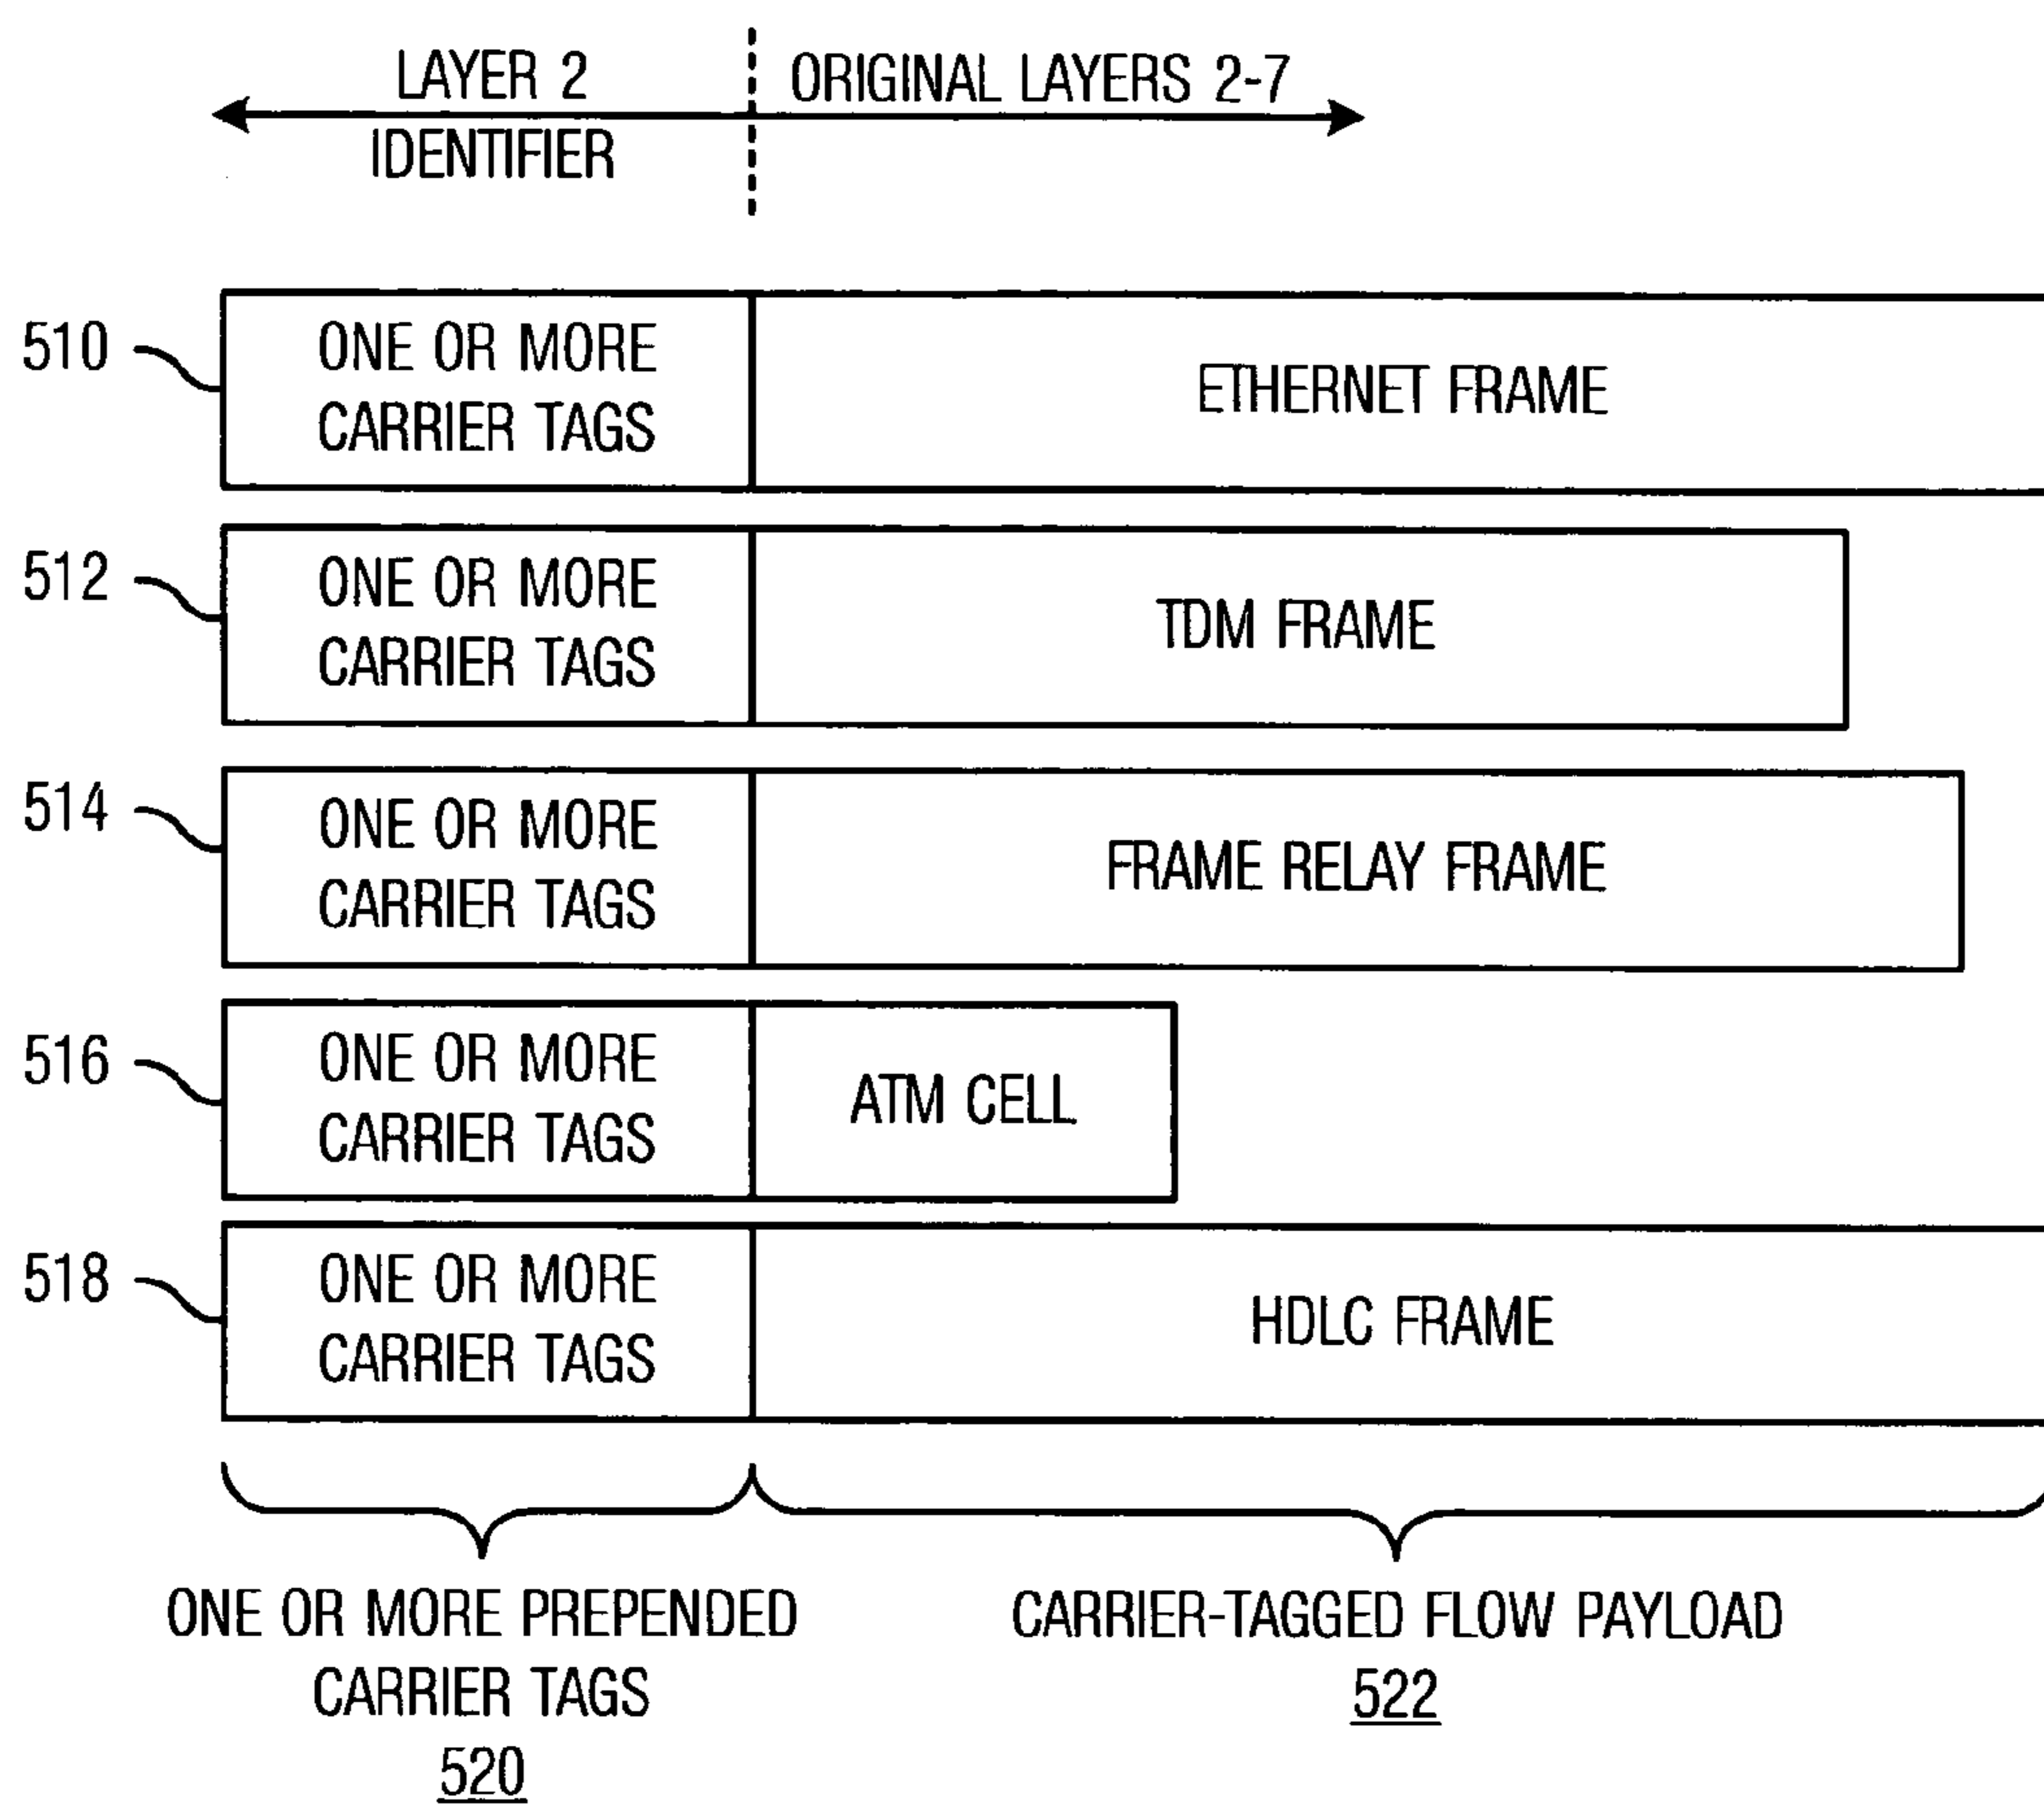 LAYER 2
IDENTIFIER
ORIGINAL LAYERS 2-7
510
ONE OR MORE
CARRIER TAGS
ETHERNET FRAME
512
ONE OR MORE
CARRIER TAGS
TDM FRAME
514
ONE OR MORE
CARRIER TAGS
FRAME RELAY FRAME
516
ONE OR MORE
CARRIER TAGS
ATM CELL
518
ONE OR MORE
CARRIER TAGS
HDLC FRAME
ONE OR MORE PREPENDED
CARRIER TAGS
520
CARRIER-TAGGED FLOW PAYLOAD
522